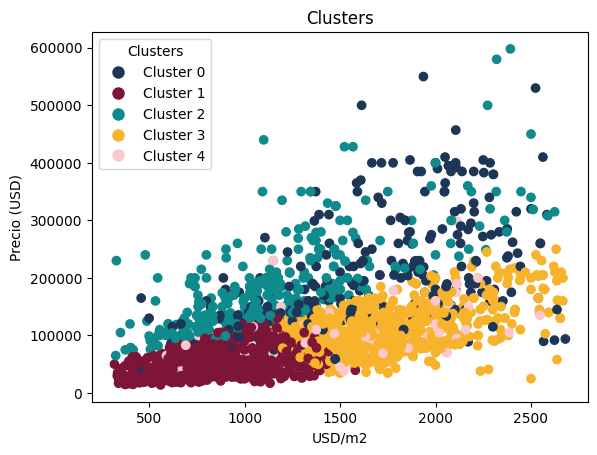 Clusters
Clusters
Cluster 0
Cluster 1
Cluster 2
Cluster 3
Cluster 4
Precio (USD)
600000
500000
400000
300000
200000
100000
0
500
1000
1500
2000
2500
USD/m2